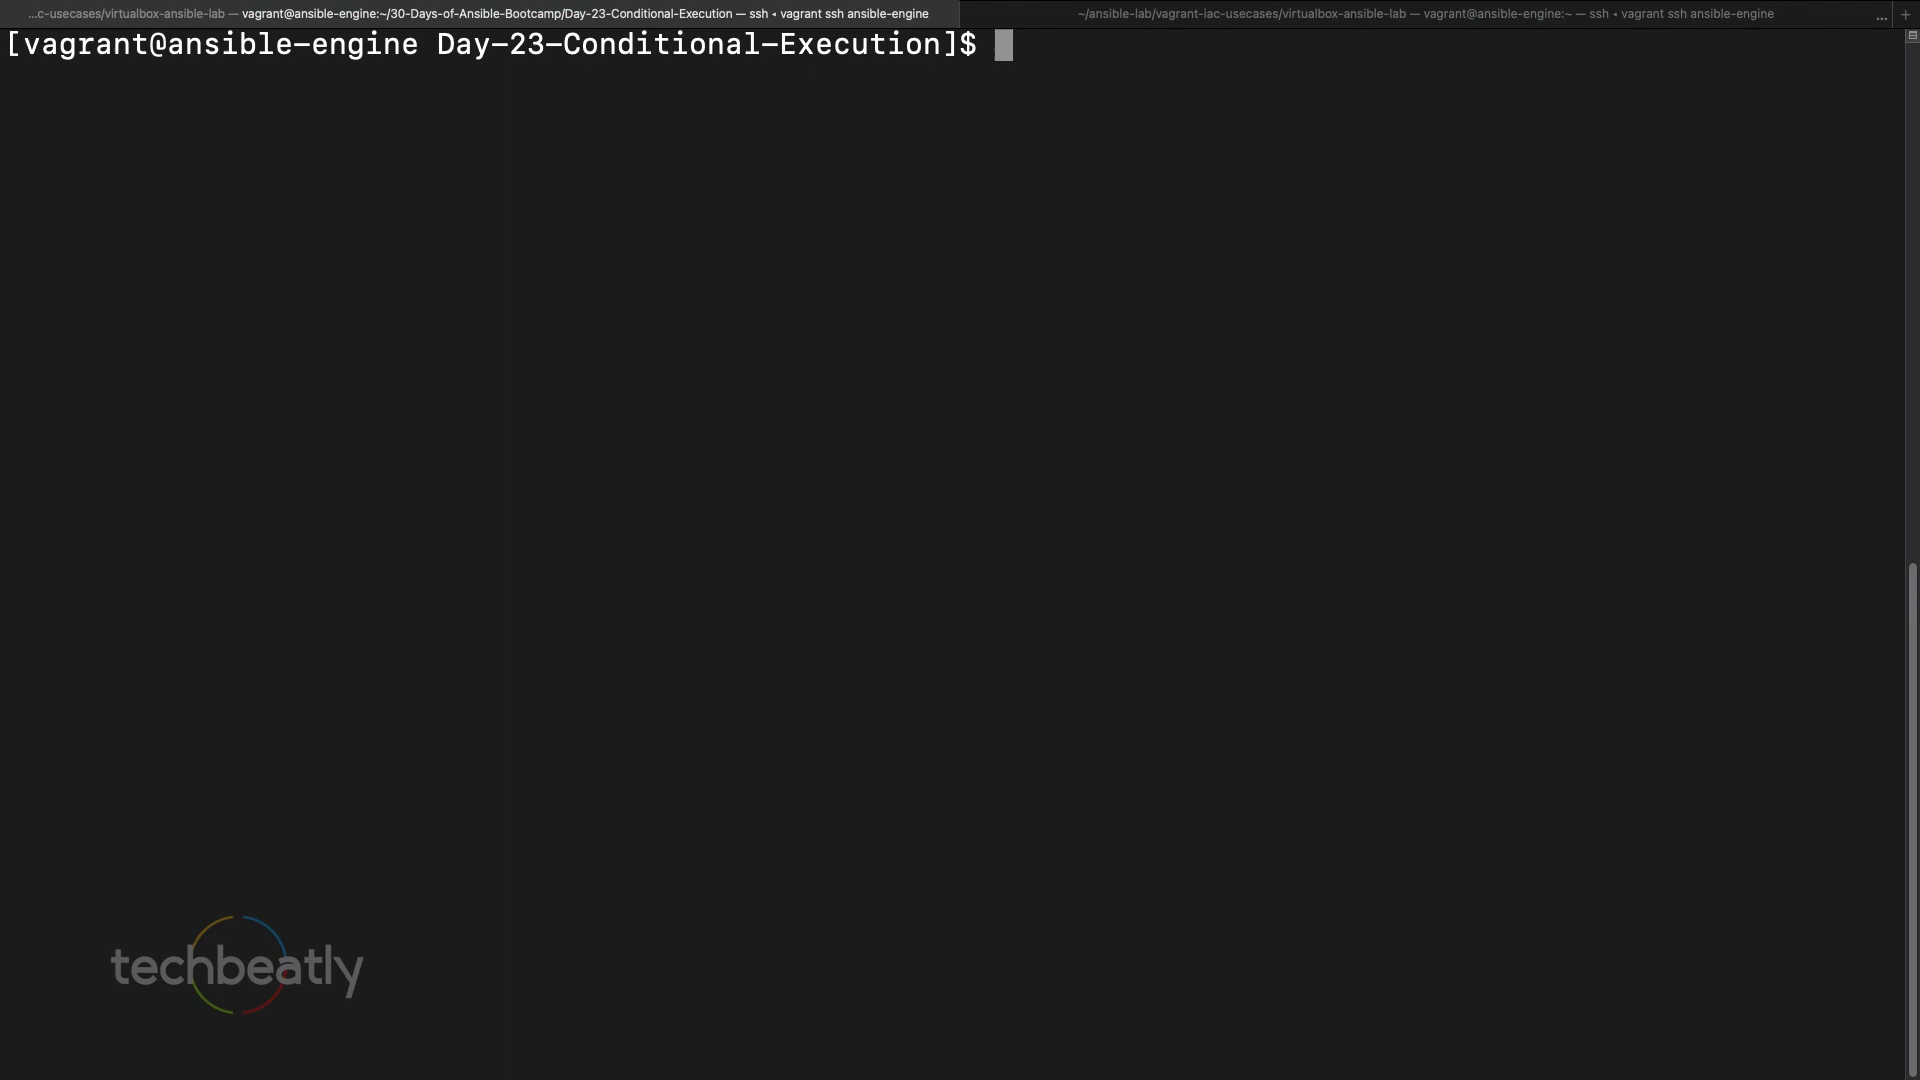 ...c-usecases/virtualbox-ansible-lab — vagrant@ansible-engine:~/30-Days-of-Ansible-Bootcamp/Day-23-Conditional-Execution — ssh ◂ vagrant ssh ansible-engine
~/ansible-lab/vagrant-iac-usecases/virtualbox-ansible-lab — vagrant@ansible-engine:~ — ssh ◂ vagrant ssh ansible-engine
[vagrant@ansible-engine Day-23-Conditional-Execution]$
techbeatly